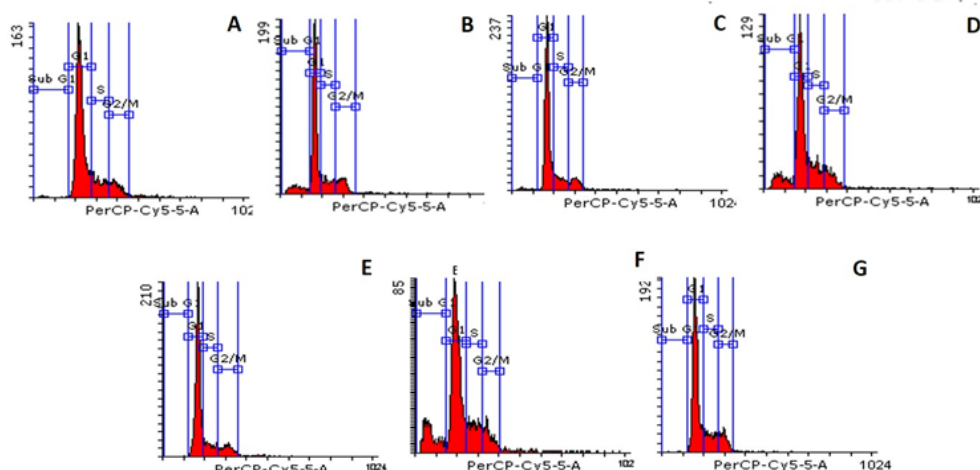 163
A
Sub G1
G1
S
G2/M
PerCP-Cy5-5-A
199
B
Sub G1
G1
S
G2/M
PerCP-Cy5-5-A
237
C
G1
Sub G
S
G2/M
PerCP-Cy5-5-A
1024
129
D
Sub G1
S
G2/M
PerCP-Cy5-5-A
210
E
Sub G
S
G2/M
PerCP-Cy5-5-A
1024
85
F
Sub G
G1
S
G2/M
PerCP-Cy5-5-A
102
192
G
G1
Sub G
S
G2/M
PerCP-Cy5-5-A
1024